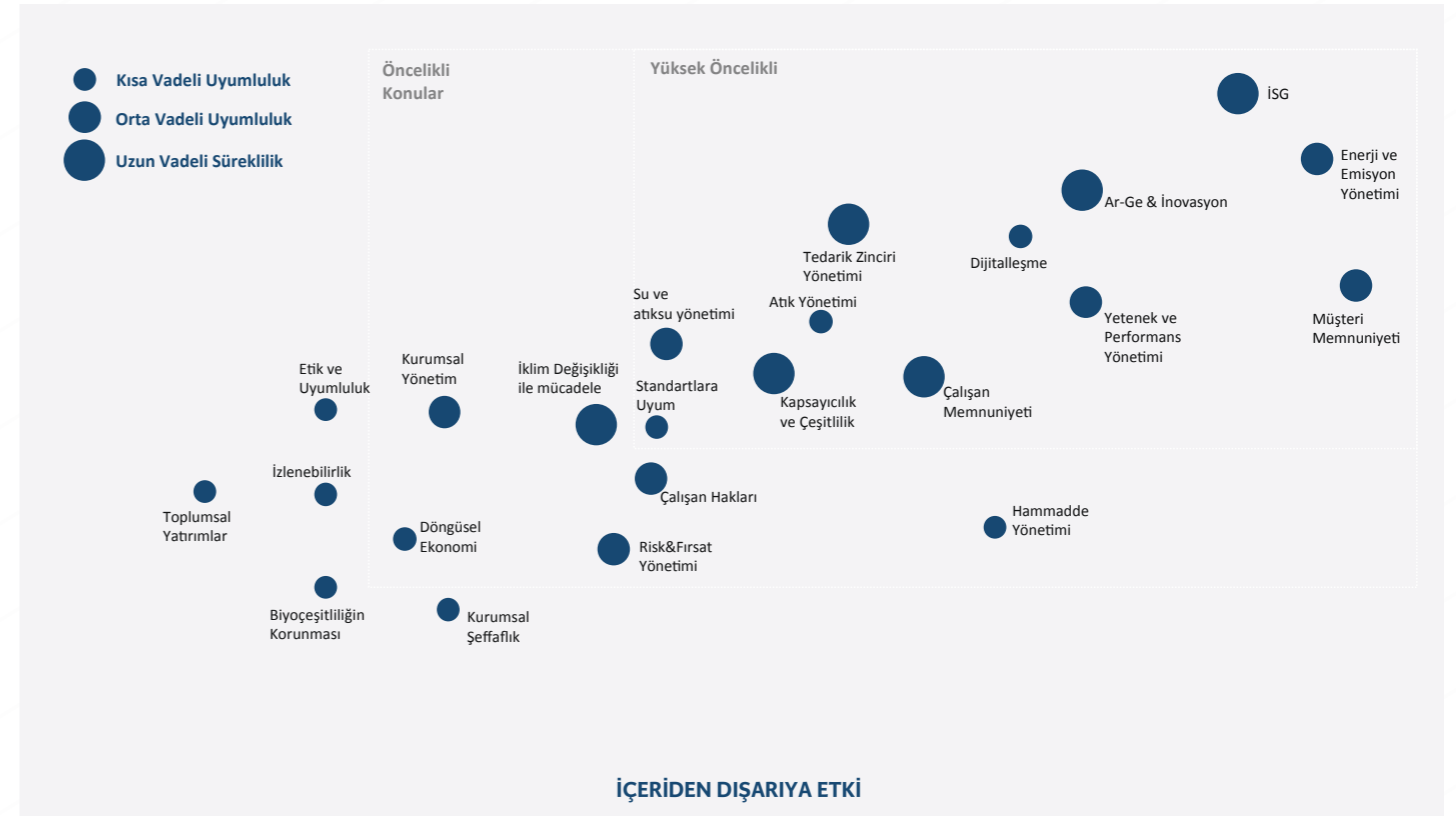 Kısa Vadeli Uyumluluk
Orta Vadeli Uyumluluk
Uzun Vadeli Süreklilik
Öncelikli
Konular
Yüksek Öncelikli
İSG
Enerji ve
Emisyon
Yönetimi
Ar-Ge & İnovasyon
Tedarik Zinciri
Yönetimi
Dijitalleşme
Su ve
atıksu yönetimi
Atık Yönetimi
Yetenek ve
Performans
Yönetimi
Müşteri
Memnuniyeti
Etik ve
Uyumluluk
Kurumsal
Yönetim
İklim Değişikliği
ile mücadele
Standartlara
Uyum
Kapsayıcılık
ve Çeşitlilik
Çalışan
Memnuniyeti
İzlenebilirlik
Toplumsal
Yatırımlar
Çalışan Hakları
Hammadde
Yönetimi
Döngüsel
Ekonomi
Risk&Fırsat
Yönetimi
Biyoçeşitliliğin
Korunması
Kurumsal
Şeffaflık
İÇERİDEN DIŞARIYA ETKİ